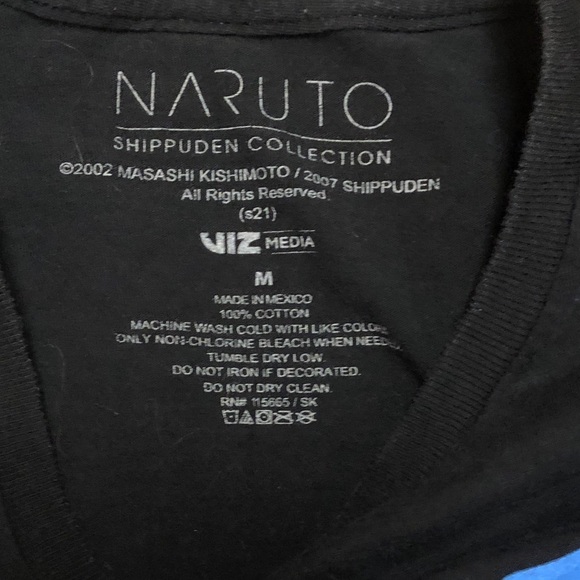 NARUTO
SHIPPUDEN COLLECTION
©2002 MASASHI KISHIMOTO / 2007 SHIPPUDEN
All Rights Reserved.
(s21)
VIZ MEDIA
M
MADE IN MEXICO
100% COTTON
MACHINE WASH COLD WITH LIKE COLORS
ONLY NON-CHLORINE BLEACH WHEN NEEDED
TUMBLE DRY LOW.
DO NOT IRON IF DECORATED.
DO NOT DRY CLEAN.
RN# 115665 / SK